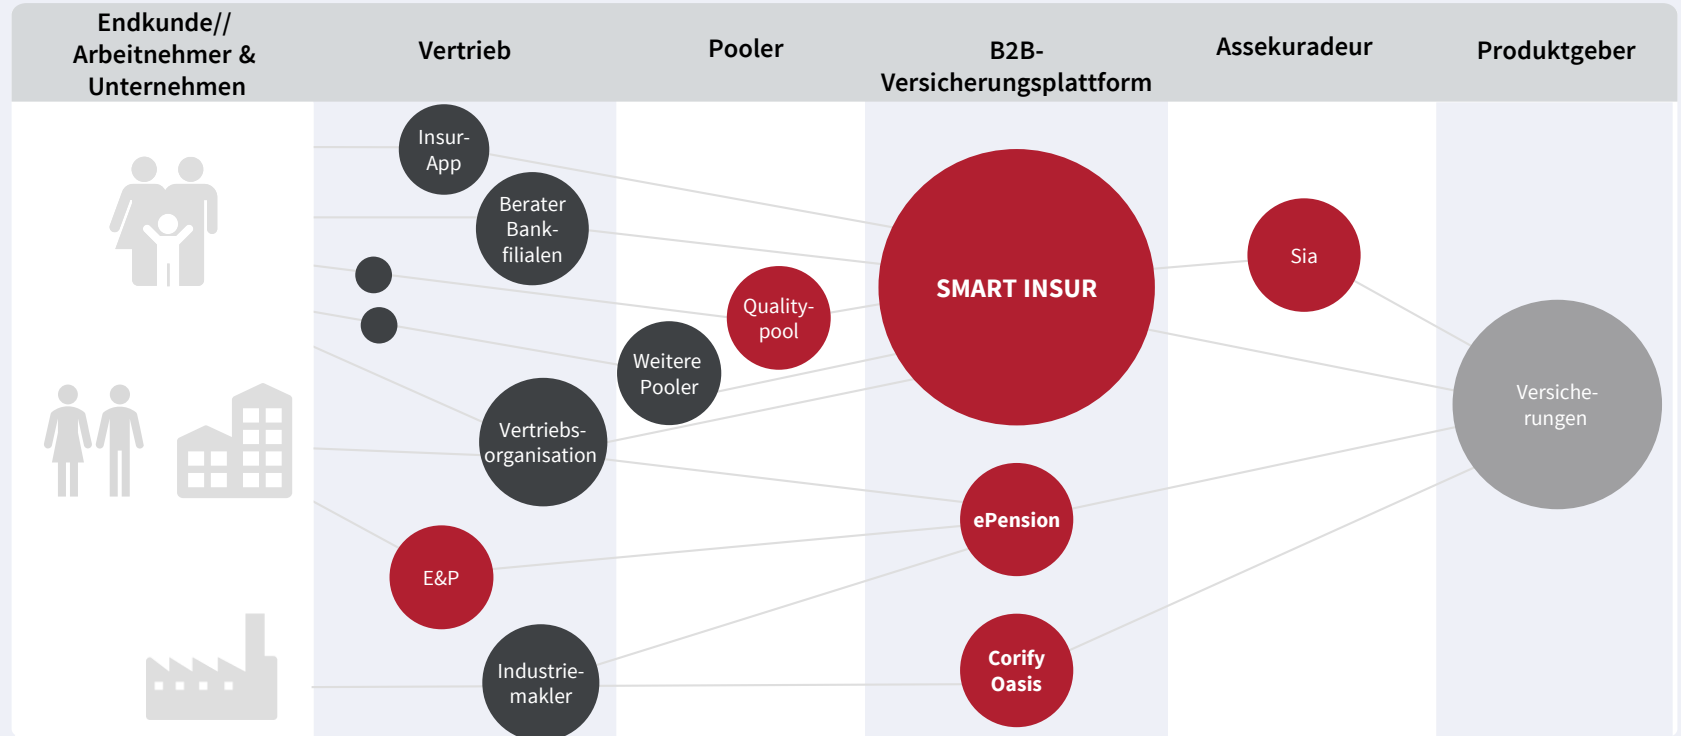 Endkunde//
Arbeitnehmer &
Unternehmen
Vertrieb
Pooler
B2B-
Versicherungsplattform
Assekuradeur
Produktgeber
Insur-
App
Berater
Bank-
filialen
Quality-
pool
Weitere
Pooler
Vertriebs-
organisation
E&P
Industrie-
makler
SMART INSUR
ePension
Corify
Oasis
Sia
Versiche-
rungen